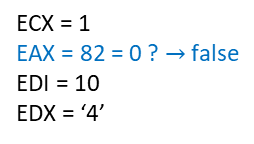 ECX = 1
EAX = 82 = 0 ? → false
EDI = 10
EDX = ‘4’